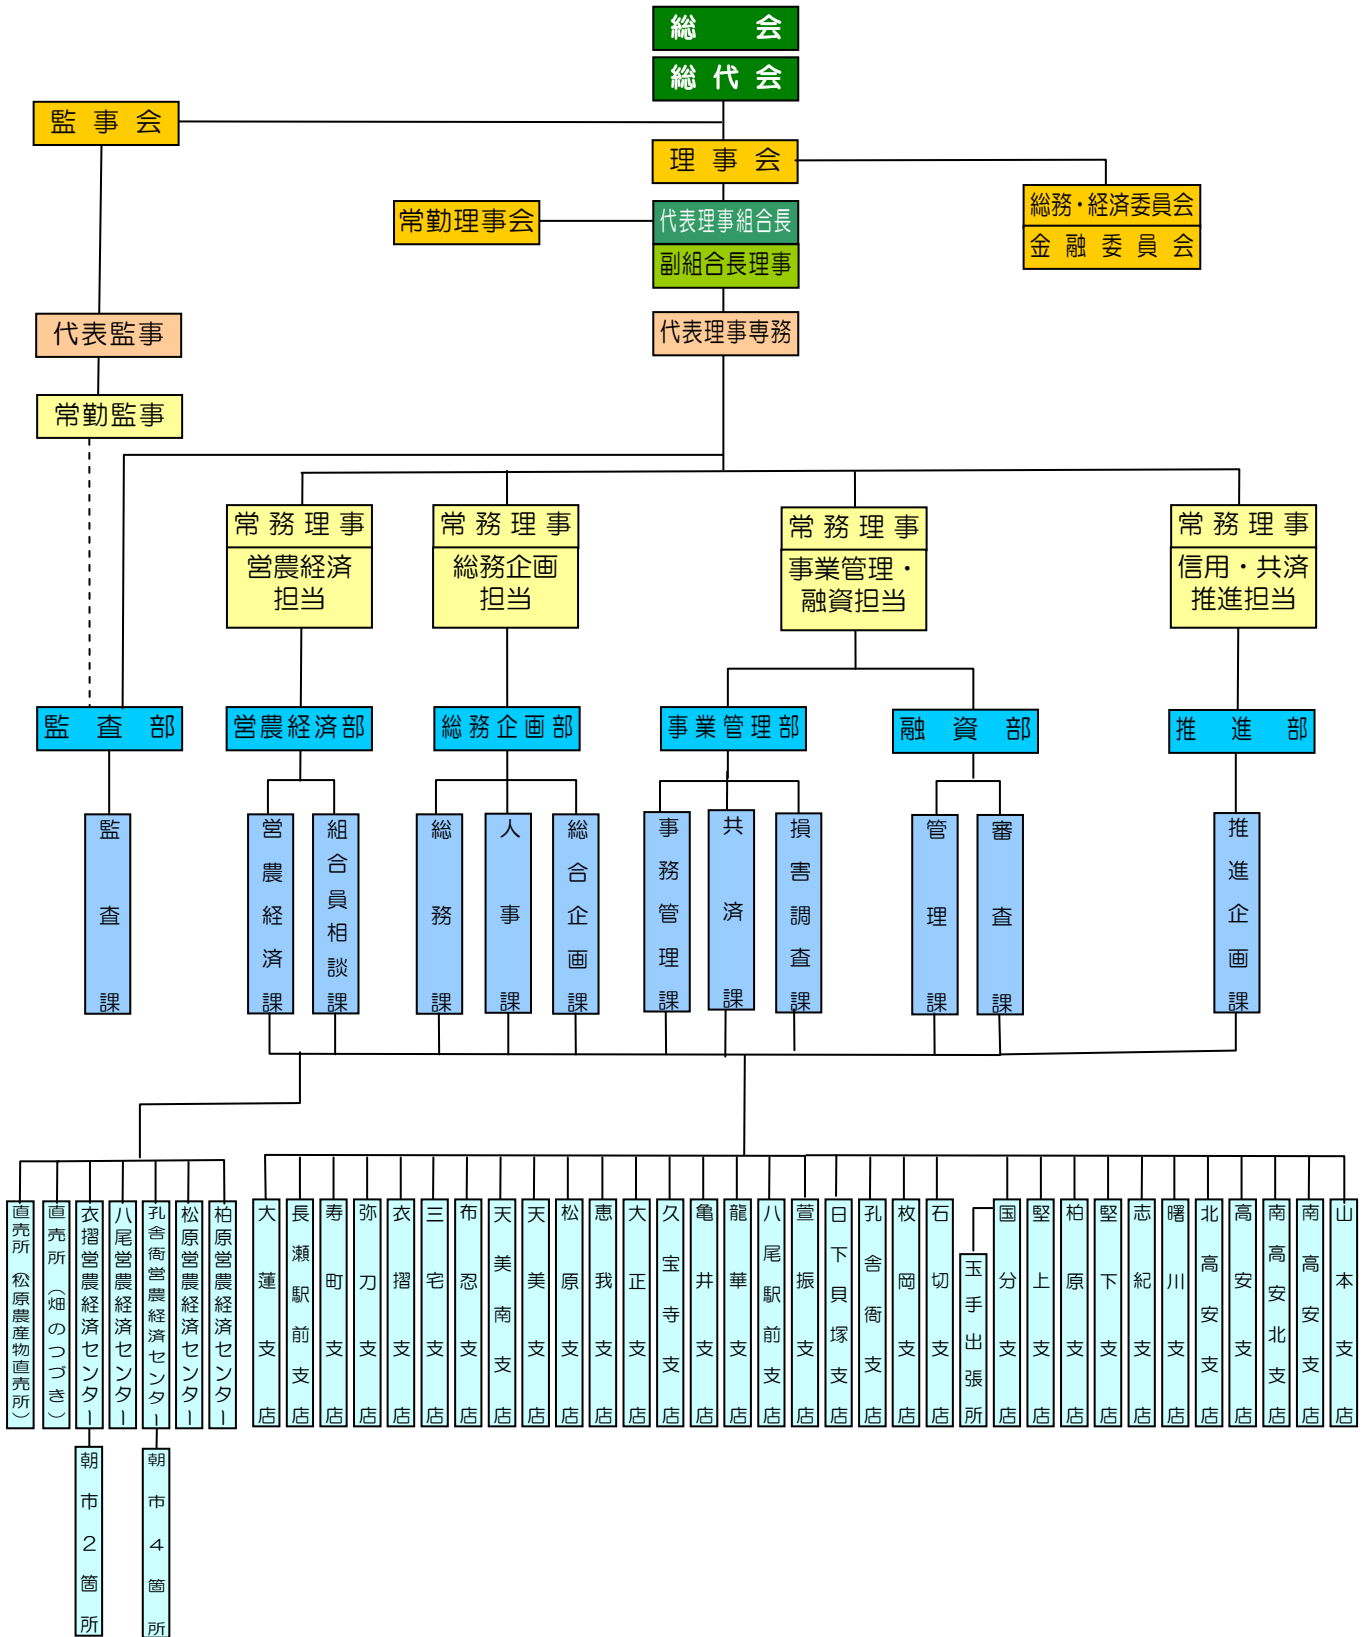 総会
総代会
監事会
理事会
総務・経済委員会
金融委員会
常勤理事会
代表理事組合長
副組合長理事
代表監事
代表理事専務
常勤監事
常務理事
営農経済
担当
常務理事
総務企画
担当
常務理事
事業管理・
融資担当
常務理事
信用・共済
推進担当
監査部
営農経済部
総務企画部
事業管理部
融資部
推進部
監査課
営農経済課
組合員相談課
総務課
人事課
総合企画課
事務管理課
共済課
損害調査課
管理課
審査課
推進企画課
直売所(松原農産物直売所)
直売所(畑のつづき)
衣摺営農経済センター
八尾営農経済センター
孔舎衙営農経済センター
松原営農経済センター
柏原営農経済センター
大蓮支店
長瀬駅前支店
寿町支店
弥刀支店
衣摺支店
三宅支店
布忍支店
天美南支店
天美支店
松原支店
恵我支店
大正支店
久宝寺支店
亀井支店
龍華支店
八尾駅前支店
萱振支店
日下貝塚支店
孔舎衙支店
枚岡支店
石切支店
玉手出張所
国分支店
堅上支店
柏原支店
堅下支店
志紀支店
曙川支店
北高安支店
高安支店
南高安北支店
南高安支店
山本支店
朝市2箇所
朝市4箇所